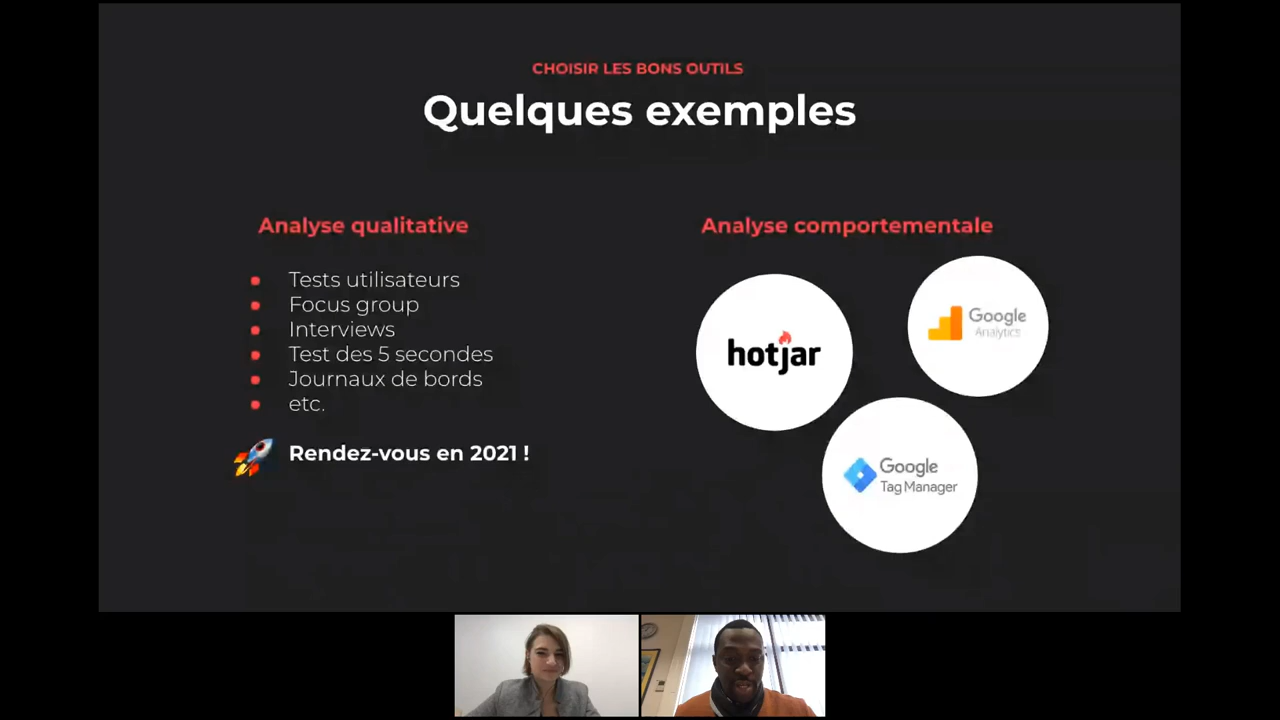 CHOISIR LES BONS OUTILS
Quelques exemples
Analyse qualitative
Tests utilisateurs
Focus group
Interviews
Test des 5 secondes
Journaux de bords
etc.
Rendez-vous en 2021 !
Analyse comportementale
hotjar
Google
Analytics
Google
Tag Manager